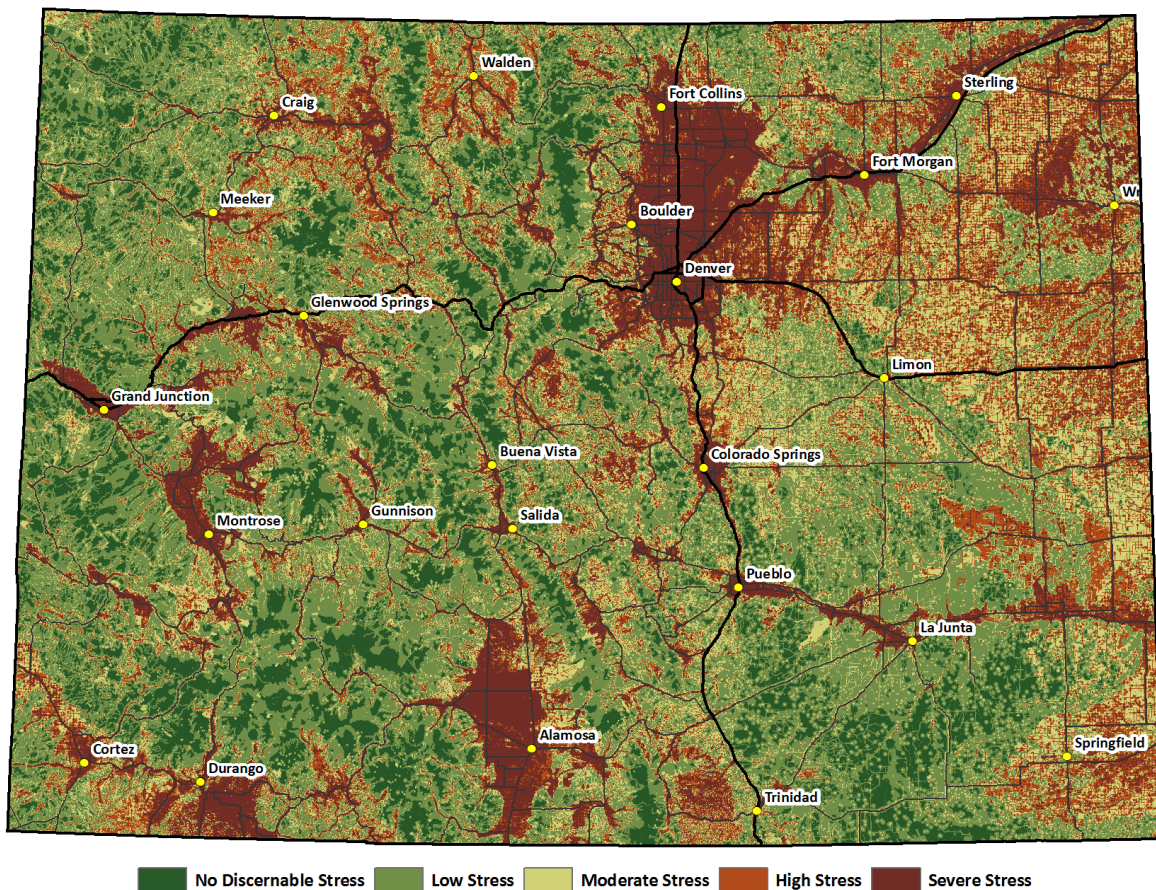 Walden
Sterling
Fort Collins
Craig
Fort Morgan
Meeker
Wr
Boulder
Denver
Glenwood Springs
Limon
Grand Junction
Buena Vista
Colorado Springs
Gunnison
Salida
Montrose
Pueblo
La Junta
Alamosa
Springfield
Cortez
Durango
Trinidad
No Discernable Stress
Low Stress
Moderate Stress
High Stress
Severe Stress